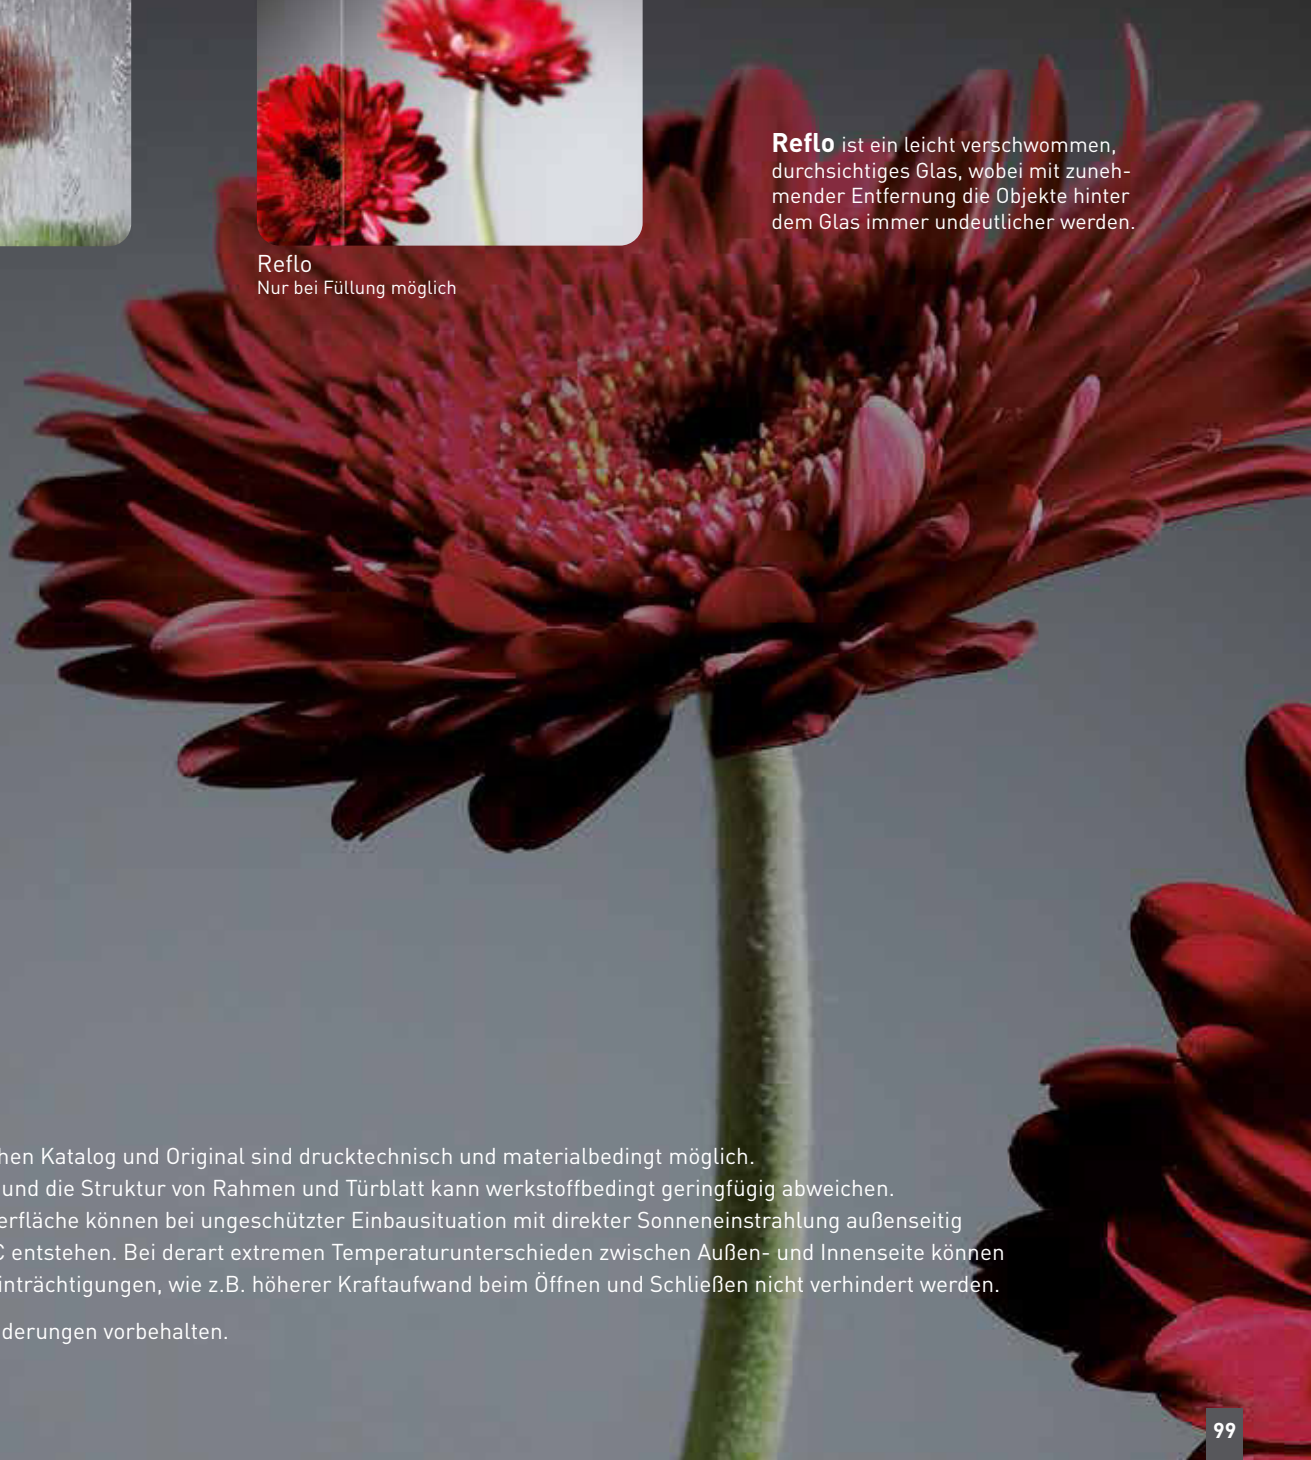 Reflo ist ein leicht verschwommen,
durchsichtiges Glas, wobei mit zuneh-
mender Entfernung die Objekte hinter
dem Glas immer undeutlicher werden.
Reflo
Nur bei Füllung möglich
hen Katalog und Original sind drucktechnisch und materialbedingt möglich.
und die Struktur von Rahmen und Türblatt kann werkstoffbedingt geringfügig abweichen.
erfläche können bei ungeschützter Einbausituation mit direkter Sonneneinstrahlung außenseitig
C entstehen. Bei derart extremen Temperaturunterschieden zwischen Außen- und Innenseite können
inträchtigungen, wie z.B. höherer Kraftaufwand beim Öffnen und Schließen nicht verhindert werden.
derungen vorbehalten.
99